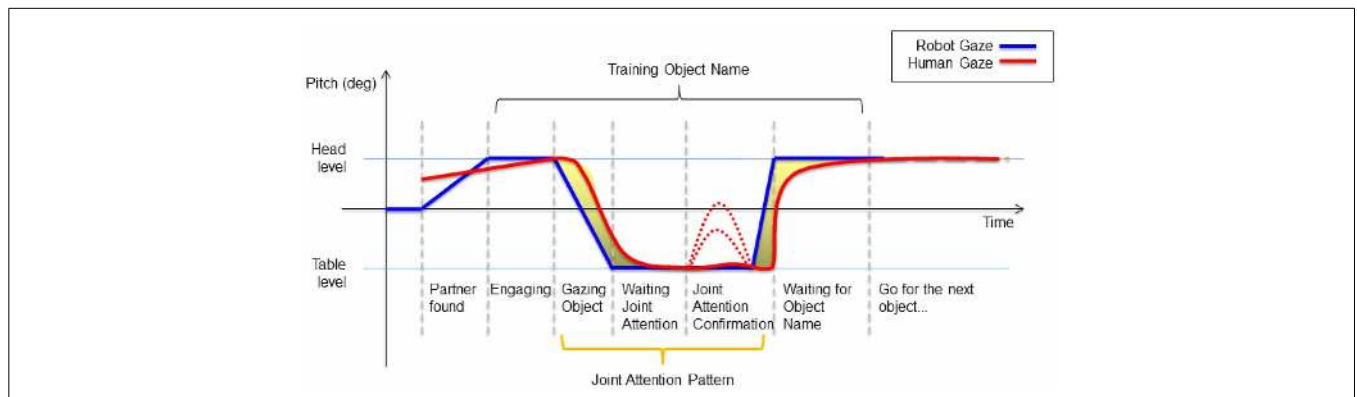 Robot Gaze
Human Gaze
Training Object Name
Pitch (deg)
Head
level
Time
Table
level
Partner
found
Engaging
Gazing
Object
Waiting
Joint
Attention
Joint
Attention
Confirmation
Waiting for
Object
Name
Go for the next
object...
Joint Attention Pattern